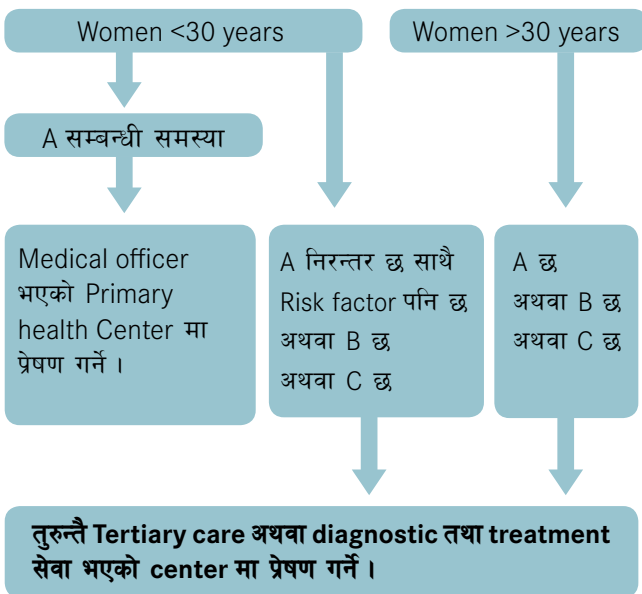 Women <30 years
Women >30 years
A सम्बन्धी समस्या
Medical officer
भएको Primary
health Center मा
प्रेषण गर्ने ।
A निरन्तर छ साथै
Risk factor पनि छ
अथवा B छ
अथवा C छ
A छ
अथवा B छ
अथवा C छ
तुरुन्तै Tertiary care अथवा diagnostic तथा treatment
सेवा भएको center मा प्रेषण गर्ने ।